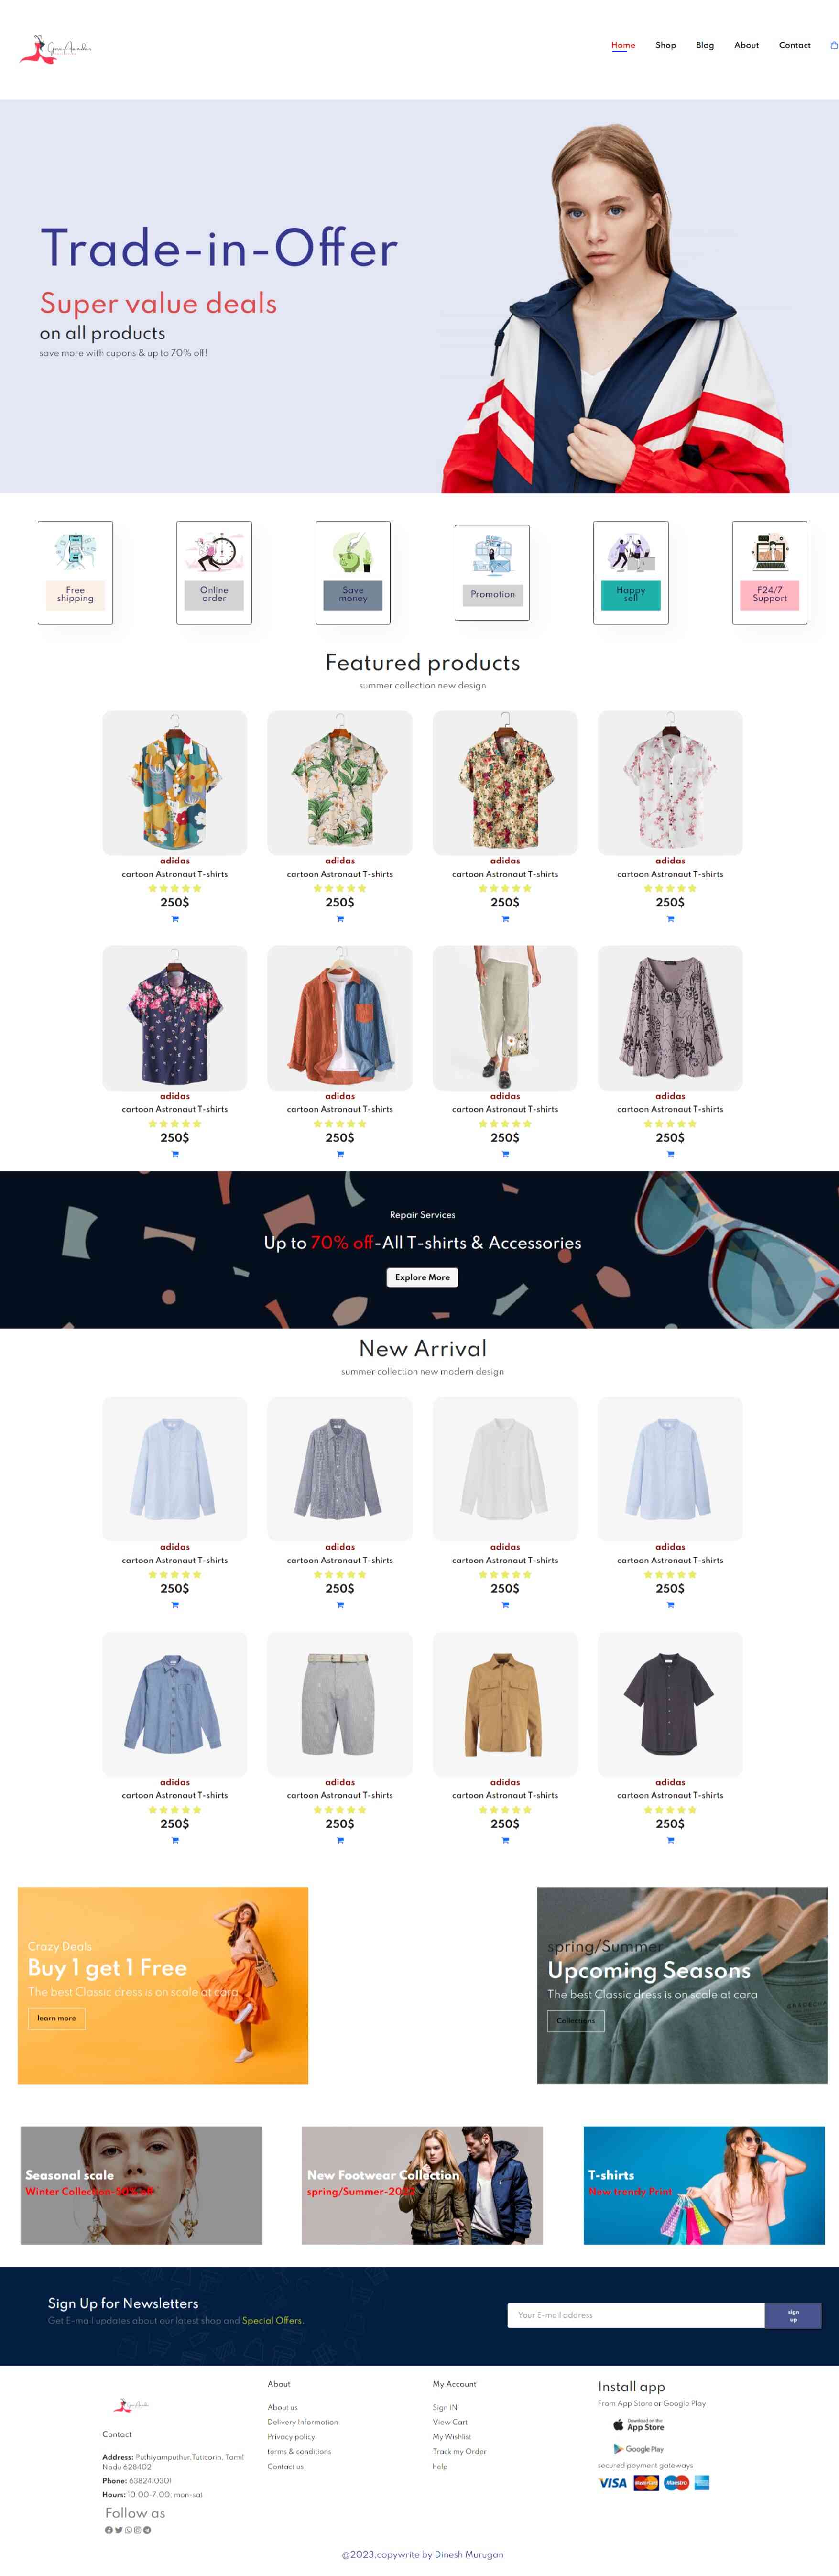 Home Shop Blog About Contact
Trade-in-Offer
Super value deals
on all products
save more with cupons & up to 70% off!
Free
shipping
Online
order
Save
money
Promotion
Happy
sell
F24/7
Support
Featured products
summer collection new design
adidas adidas adidas adidas
cartoon Astronaut T-shirts cartoon Astronaut T-shirts cartoon Astronaut T-shirts cartoon Astronaut T-shirts
250$ 250$ 250$ 250$
adidas adidas adidas adidas
cartoon Astronaut T-shirts cartoon Astronaut T-shirts cartoon Astronaut T-shirts cartoon Astronaut T-shirts
250$ 250$ 250$ 250$
Repair Services
Up to 70% off-All T-shirts & Accessories
Explore More
New Arrival
summer collection new modern design
adidas adidas adidas adidas
cartoon Astronaut T-shirts cartoon Astronaut T-shirts cartoon Astronaut T-shirts cartoon Astronaut T-shirts
250$ 250$ 250$ 250$
adidas adidas adidas adidas
cartoon Astronaut T-shirts cartoon Astronaut T-shirts cartoon Astronaut T-shirts cartoon Astronaut T-shirts
250$ 250$ 250$ 250$
Crazy Deals
Buy 1 get 1 Free
The best Classic dress is on scale at cara
learn more
spring/Summer
Upcoming Seasons
The best Classic dress is on scale at cara
Collections
Seasonal scale
Winter Collection-50% off
New Footwear Collection
spring/Summer-2022
T-shirts
New trendy Print
Sign Up for Newsletters
Get E-mail updates about our latest shop and Special Offers.
Your E-mail address
sign
up
Contact
Address: Puthiyamputhur,Tuticorin, Tamil
Nadu 628402
Phone: 6382410301
Hours: 10:00-7.00: mon-sat
Follow as
About
About us
Delivery Information
Privacy policy
terms & conditions
Contact us
My Account
Sign IN
View Cart
My Wishlist
Track my Order
help
Install app
From App Store or Google Play
Download on the
App Store
Google Play
secured payment gateways
VISA MasterCard Maestro
@2023,copywrite by Dinesh Murugan